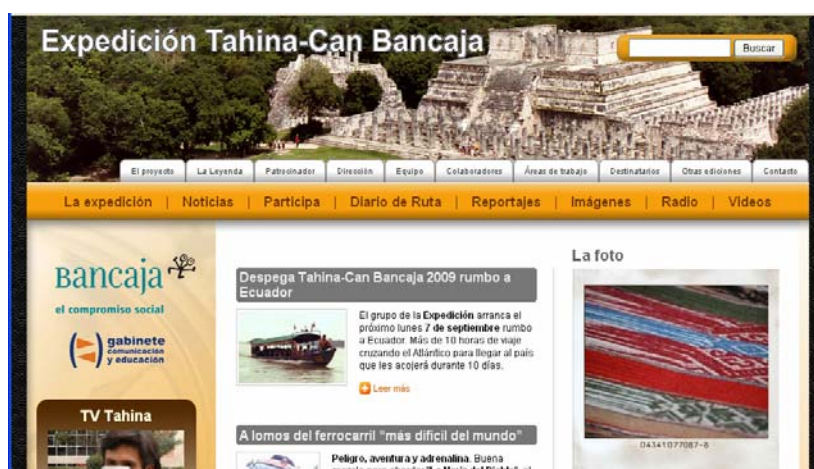 Expedición Tahina-Can Bancaja
Buscar
El proyecto La Leyenda Patrocinador Dirección Equipo Colaboradores Áreas de trabajo Destinatarios Otras ediciones Contacto
La expedición | Noticias | Participa | Diario de Ruta | Reportajes | Imágenes | Radio | Videos
Bancaja
el compromiso social
gabinete
comunicación
y educación
TV Tahina
Despega Tahina-Can Bancaja 2009 rumbo a
Ecuador
El grupo de la Expedición arranca el
próximo lunes 7 de septiembre rumbo
a Ecuador. Más de 10 horas de viaje
cruzando el Atlántico para llegar al país
que les acojerá durante 10 días.
Leer más
A lomos del ferrocarril "más difícil del mundo"
Peligro, aventura y adrenalina. Buena
La foto
04341077087-8